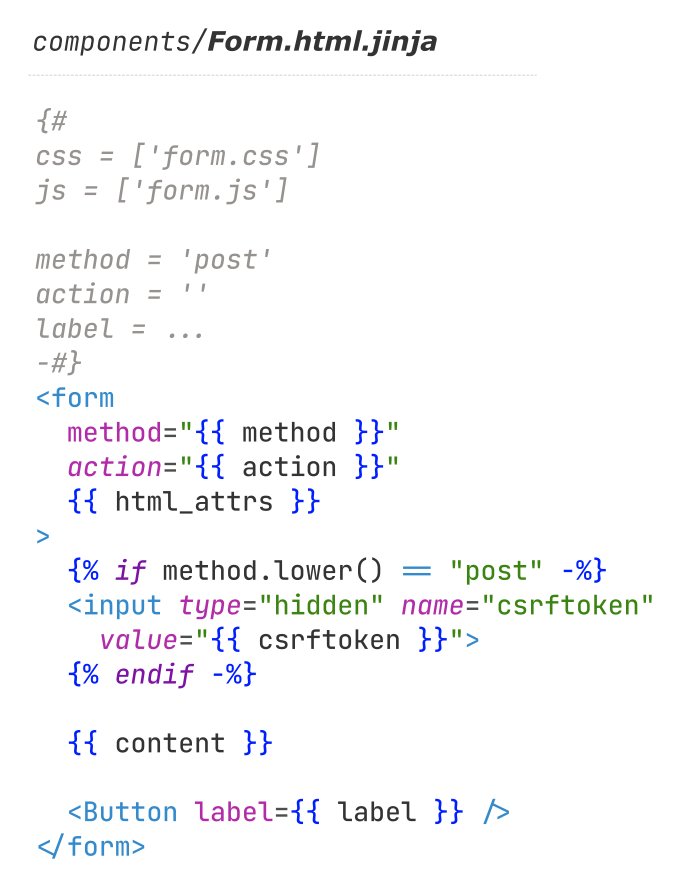 components/Form.html.jinja
{#
css = ['form.css']
js = ['form.js']

method = 'post'
action = ''
label = ...
-#}
<form
  method="{{ method }}"
  action="{{ action }}"
  {{ html_attrs }}
>
  {% if method.lower() == "post" -%}
  <input type="hidden" name="csrftoken"
    value="{{ csrftoken }}">
  {% endif -%}

  {{ content }}

  <Button label={{ label }} />
</form>